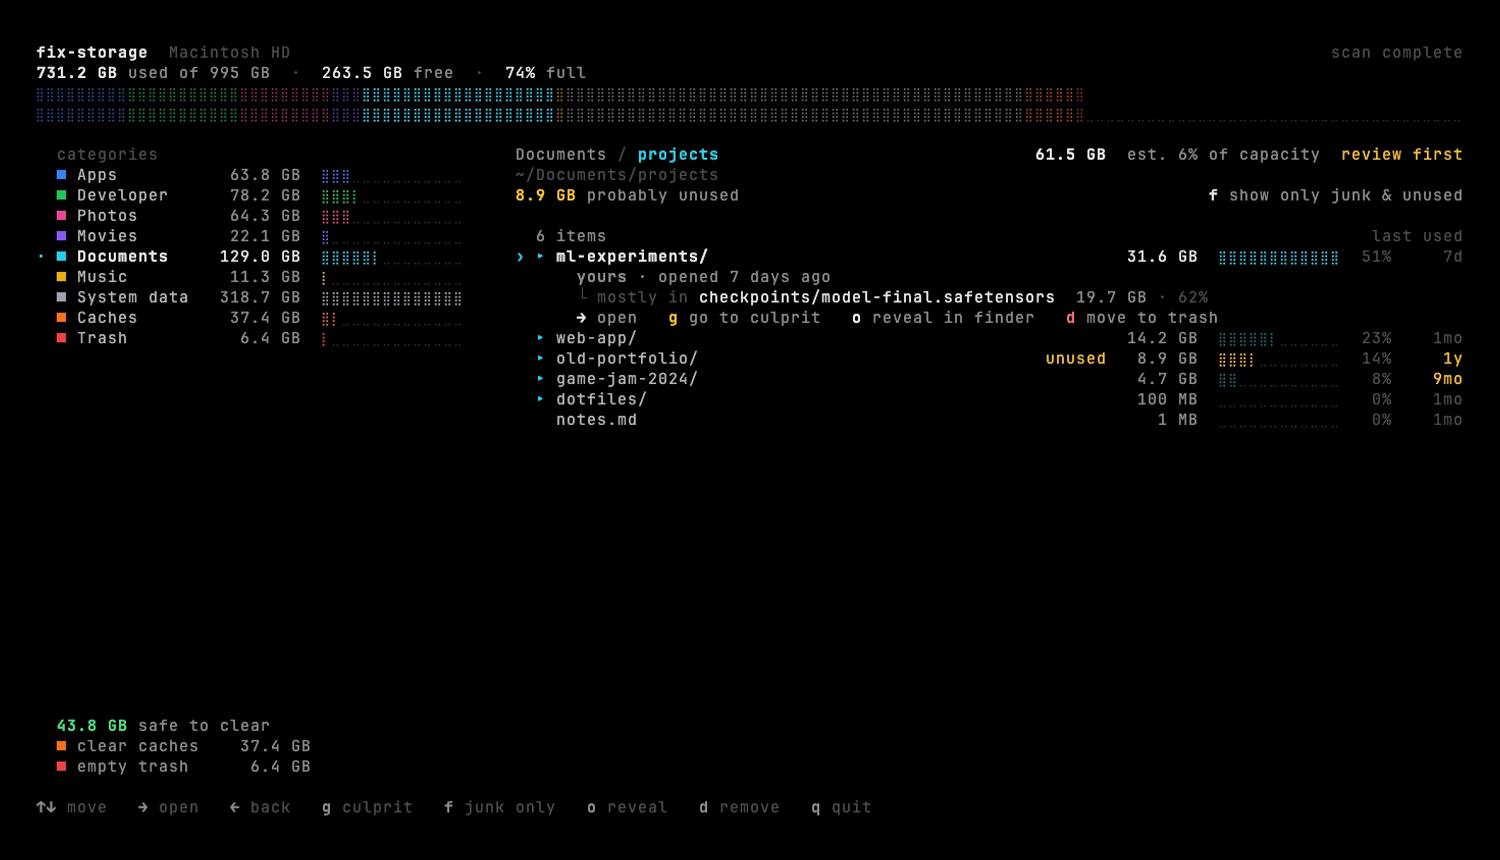 fix-storage Macintosh HD scan complete
731.2 GB used of 995 GB · 263.5 GB free · 74% full
categories
Apps 63.8 GB
Developer 78.2 GB
Photos 64.3 GB
Movies 22.1 GB
· Documents 129.0 GB
Music 11.3 GB
System data 318.7 GB
Caches 37.4 GB
Trash 6.4 GB
Documents / projects 61.5 GB est. 6% of capacity review first
~/Documents/projects
8.9 GB probably unused f show only junk & unused
6 items last used
› ▸ ml-experiments/ 31.6 GB 51% 7d
yours · opened 7 days ago
└ mostly in checkpoints/model-final.safetensors 19.7 GB · 62%
→ open g go to culprit o reveal in finder d move to trash
▸ web-app/ 14.2 GB 23% 1mo
▸ old-portfolio/ unused 8.9 GB 14% 1y
▸ game-jam-2024/ 4.7 GB 8% 9mo
▸ dotfiles/ 100 MB 0% 1mo
notes.md 1 MB 0% 1mo
43.8 GB safe to clear
clear caches 37.4 GB
empty trash 6.4 GB
↑↓ move → open ← back g culprit f junk only o reveal d remove q quit